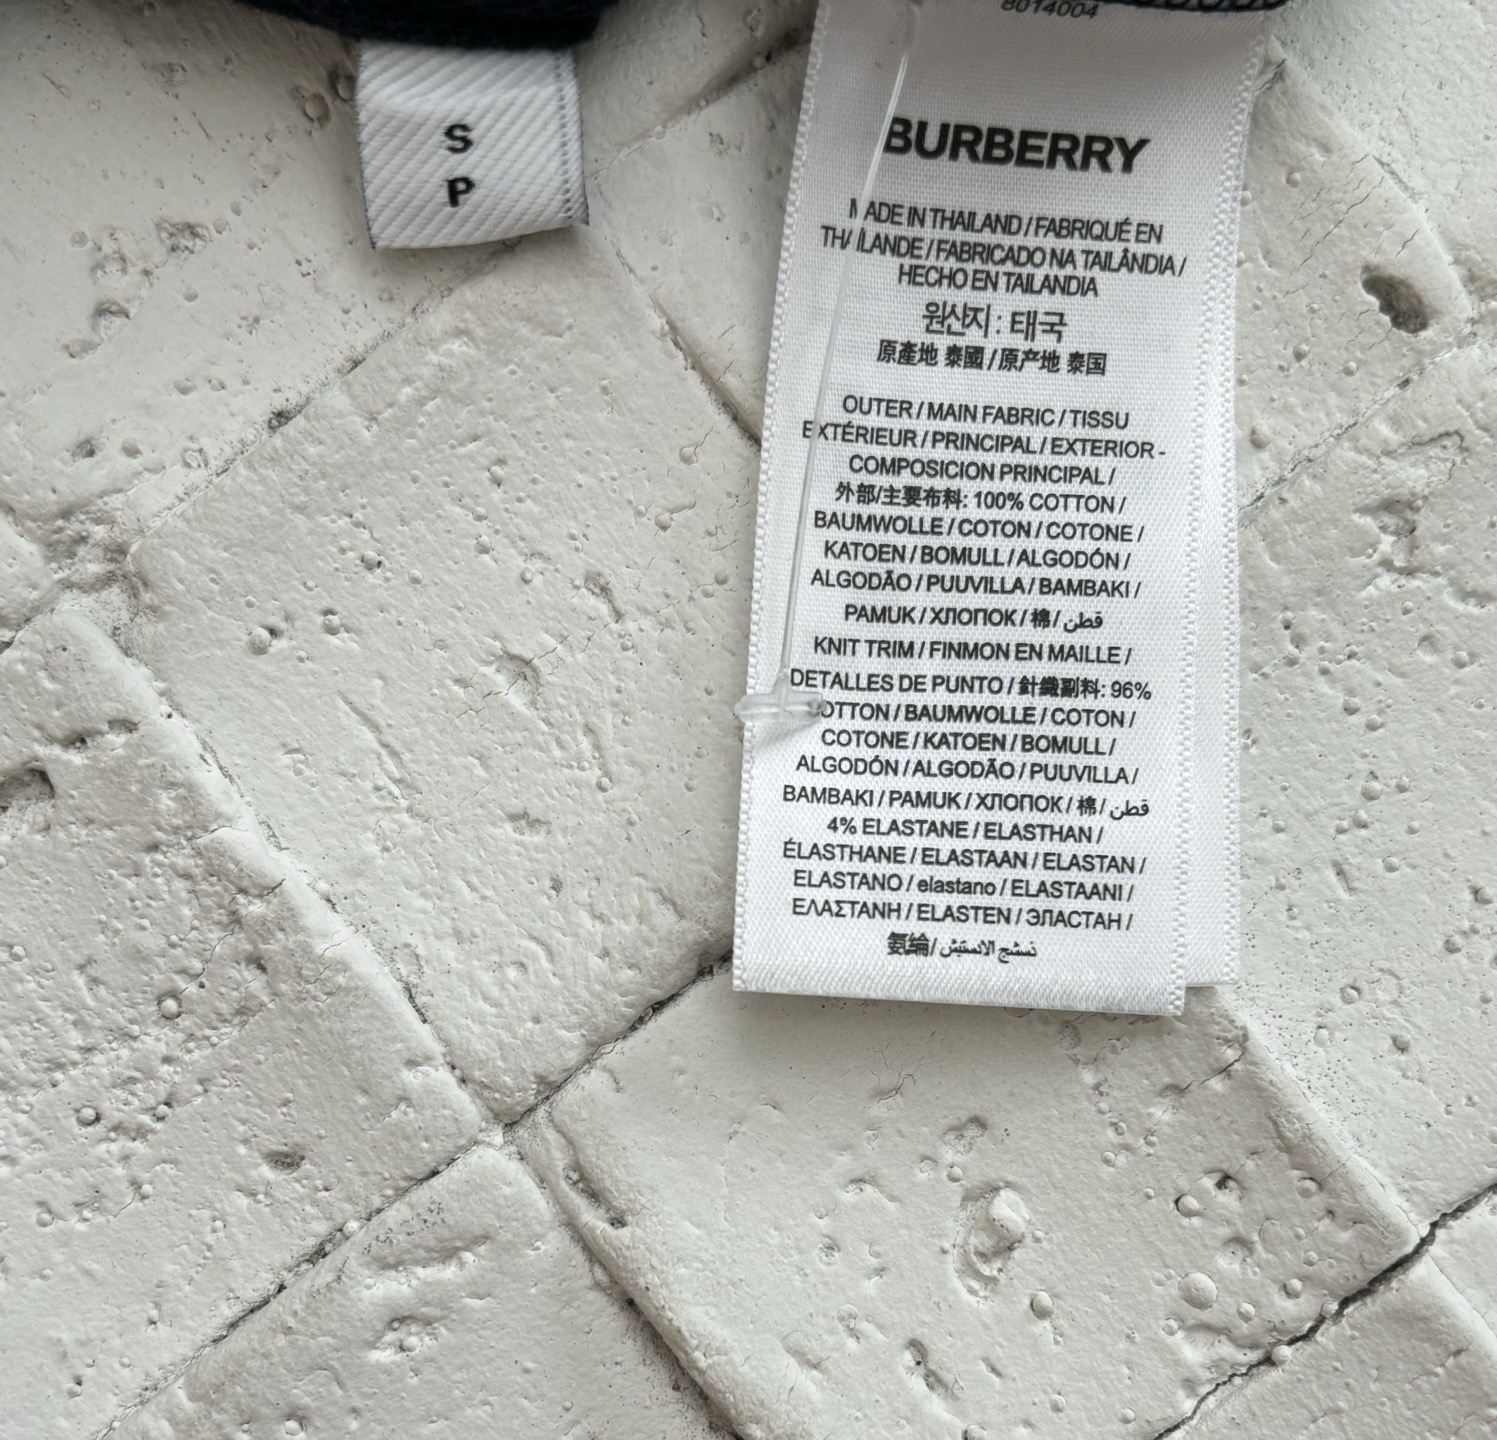 S
P
8014004
BURBERRY
MADE IN THAILAND / FABRIQUÉ EN
THAILANDE / FABRICADO NA TAILÂNDIA /
HECHO EN TAILANDIA
원산지 : 태국
原產地 泰國 / 原产地 泰国
OUTER / MAIN FABRIC / TISSU
EXTÉRIEUR / PRINCIPAL / EXTERIOR -
COMPOSICION PRINCIPAL /
外部/主要布料: 100% COTTON /
BAUMWOLLE / COTON / COTONE /
KATOEN / BOMULL / ALGODÓN /
ALGODÃO / PUUVILLA / BAMBAKI /
PAMUK / ХЛОПОК / 棉 / قطن
KNIT TRIM / FINMON EN MAILLE /
DETALLES DE PUNTO / 針織副料: 96%
COTTON / BAUMWOLLE / COTON /
COTONE / KATOEN / BOMULL /
ALGODÓN / ALGODÃO / PUUVILLA /
BAMBAKI / PAMUK / ХЛОПОК / 棉 / قطن
4% ELASTANE / ELASTHAN /
ÉLASTHANE / ELASTAAN / ELASTAN /
ELASTANO / elastano / ELASTAANI /
ΕΛΑΣΤΑΝΗ / ELASTEN / ЭЛАСТАН /
氨纶/